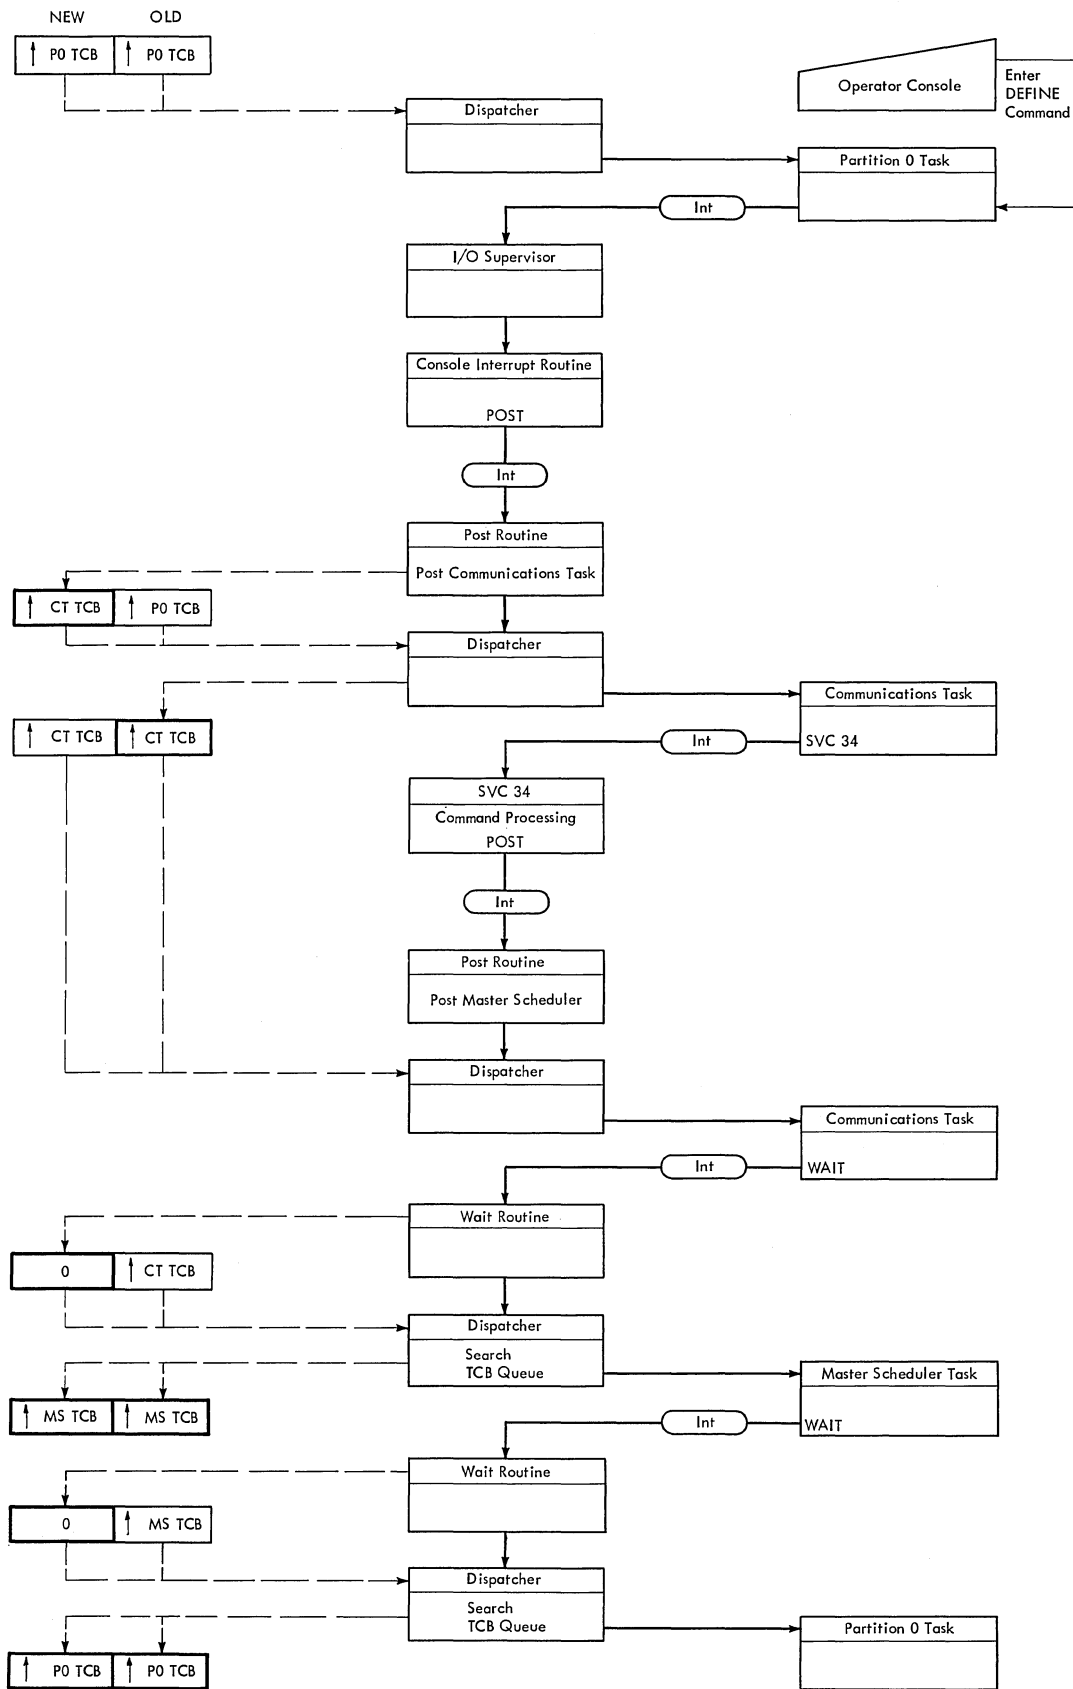 NEW OLD
↑ P0 TCB ↑ P0 TCB
Operator Console
Enter
DEFINE
Command
Dispatcher
Partition 0 Task
Int
I/O Supervisor
Console Interrupt Routine
POST
Int
Post Routine
Post Communications Task
↑ CT TCB ↑ P0 TCB
Dispatcher
Communications Task
↑ CT TCB ↑ CT TCB
Int
SVC 34
SVC 34
Command Processing
POST
Int
Post Routine
Post Master Scheduler
Dispatcher
Communications Task
Int
WAIT
Wait Routine
0 ↑ CT TCB
Dispatcher
Search
TCB Queue
Master Scheduler Task
↑ MS TCB ↑ MS TCB
Int
WAIT
Wait Routine
0 ↑ MS TCB
Dispatcher
Search
TCB Queue
Partition 0 Task
↑ P0 TCB ↑ P0 TCB